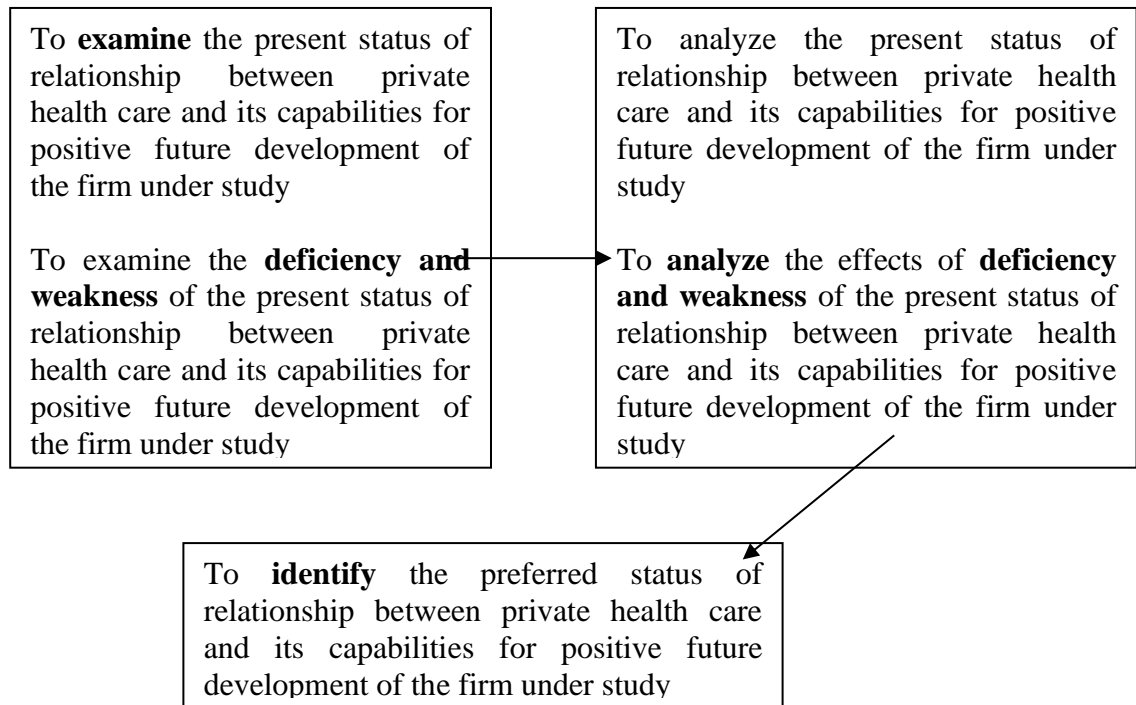 To examine the present status of
relationship between private
health care and its capabilities for
positive future development of
the firm under study
To examine the deficiency and
weakness of the present status of
relationship between private
health care and its capabilities for
positive future development of
the firm under study
To analyze the present status of
relationship between private health
care and its capabilities for positive
future development of the firm under
study
To analyze the effects of deficiency
and weakness of the present status of
relationship between private health
care and its capabilities for positive
future development of the firm under
study
To identify the preferred status of
relationship between private health care
and its capabilities for positive future
development of the firm under study